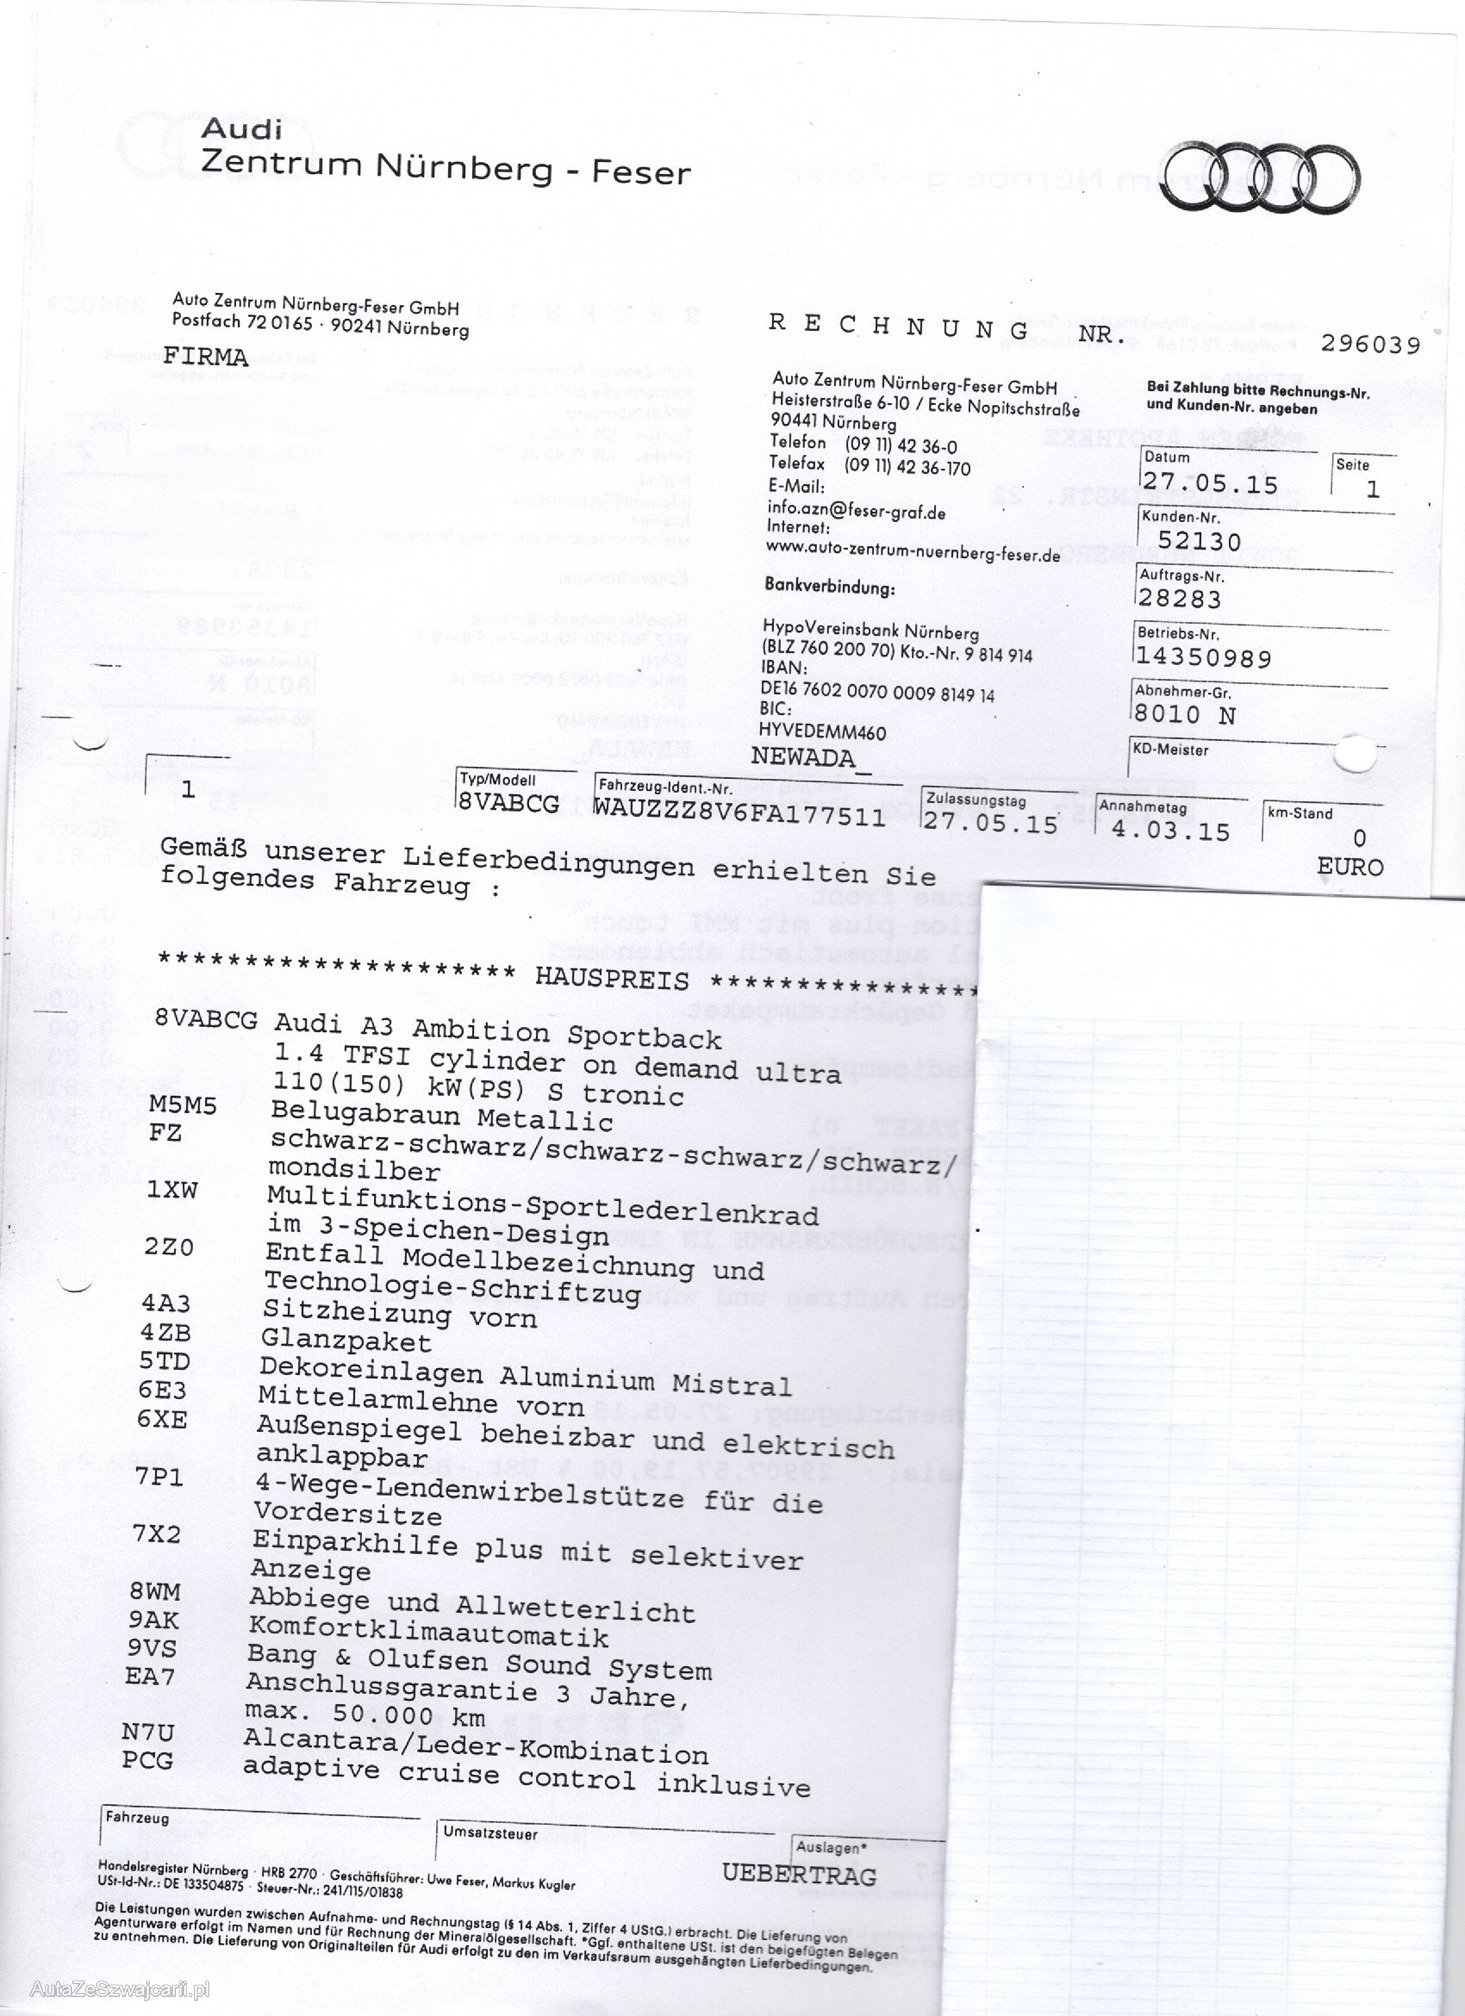 Audi
Zentrum Nürnberg - Feser
Auto Zentrum Nürnberg-Feser GmbH
Postfach 72 0165 · 90241 Nürnberg
FIRMA
RECHNUNG NR. 296039
Auto Zentrum Nürnberg-Feser GmbH
Heisterstraße 6-10 / Ecke Nopitschstraße
90441 Nürnberg
Telefon (09 11) 42 36-0
Telefax (09 11) 42 36-170
E-Mail:
info.azn@feser-graf.de
Internet:
www.auto-zentrum-nuernberg-feser.de
Bankverbindung:
HypoVereinsbank Nürnberg
(BLZ 760 200 70) Kto.-Nr. 9 814 914
IBAN:
DE16 7602 0070 0009 8149 14
BIC:
HYVEDEMM460
NEWADA_
Bei Zahlung bitte Rechnungs-Nr.
und Kunden-Nr. angeben
Datum
27.05.15
Seite
1
Kunden-Nr.
52130
Auftrags-Nr.
28283
Betriebs-Nr.
14350989
Abnehmer-Gr.
8010 N
KD-Meister
1
Typ/Modell
8VABCG
Fahrzeug-Ident.-Nr.
WAUZZZ8V6FA177511
Zulassungstag
27.05.15
Annahmetag
4.03.15
km-Stand
0
EURO
Gemäß unserer Lieferbedingungen erhielten Sie
folgendes Fahrzeug :
********************* HAUSPREIS ****************
8VABCG Audi A3 Ambition Sportback
1.4 TFSI cylinder on demand ultra
110(150) kW(PS) S tronic
M5M5 Belugabraun Metallic
FZ schwarz-schwarz/schwarz-schwarz/schwarz/
mondsilber
1XW Multifunktions-Sportlederlenkrad
im 3-Speichen-Design
2Z0 Entfall Modellbezeichnung und
Technologie-Schriftzug
4A3 Sitzheizung vorn
4ZB Glanzpaket
5TD Dekoreinlagen Aluminium Mistral
6E3 Mittelarmlehne vorn
6XE Außenspiegel beheizbar und elektrisch
anklappbar
7P1 4-Wege-Lendenwirbelstütze für die
Vordersitze
7X2 Einparkhilfe plus mit selektiver
Anzeige
8WM Abbiege und Allwetterlicht
9AK Komfortklimaautomatik
9VS Bang & Olufsen Sound System
EA7 Anschlussgarantie 3 Jahre,
max. 50.000 km
N7U Alcantara/Leder-Kombination
PCG adaptive cruise control inklusive
Fahrzeug
Umsatzsteuer
Auslagen*
UEBERTRAG
Handelsregister Nürnberg · HRB 2770 · Geschäftsführer: Uwe Feser, Markus Kugler
USt-Id-Nr.: DE 133504875 · Steuer-Nr.: 241/115/01838
Die Leistungen wurden zwischen Aufnahme- und Rechnungstag (§ 14 Abs. 1, Ziffer 4 UStG.) erbracht. Die Lieferung von
Agenturware erfolgt im Namen und für Rechnung der Mineralölgesellschaft. *Ggf. enthaltene USt. ist den beigefügten Belegen
zu entnehmen. Die Lieferung von Originalteilen für Audi erfolgt zu den im Verkaufsraum ausgehängten Lieferbedingungen.
AutaZeSzwajcarii.pl